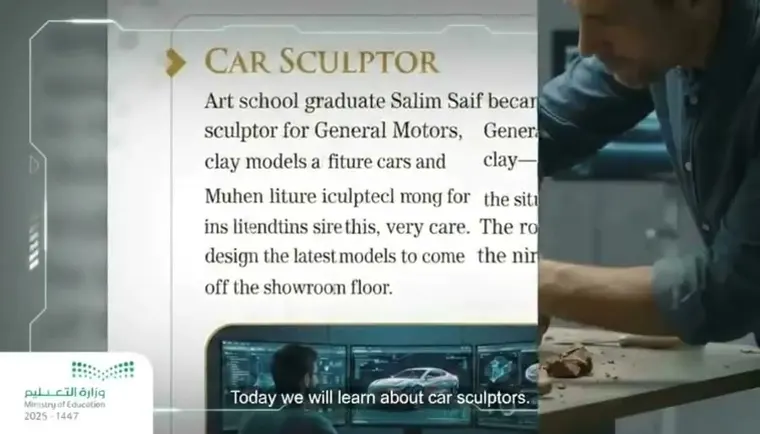 CAR SCULPTOR
Art school graduate Salim Saif becar
sculptor for General Motors,
clay models a fiture cars and
Muhen liture iculptecl mong for
ins litendtins sire this, very care.
design the latest models to come
off the showroom floor.
Genera
clay—
the situ
The ro
the nin
Today we will learn about car sculptors.
وزارة التعـــليم
Ministry of Education
2025 - 1447